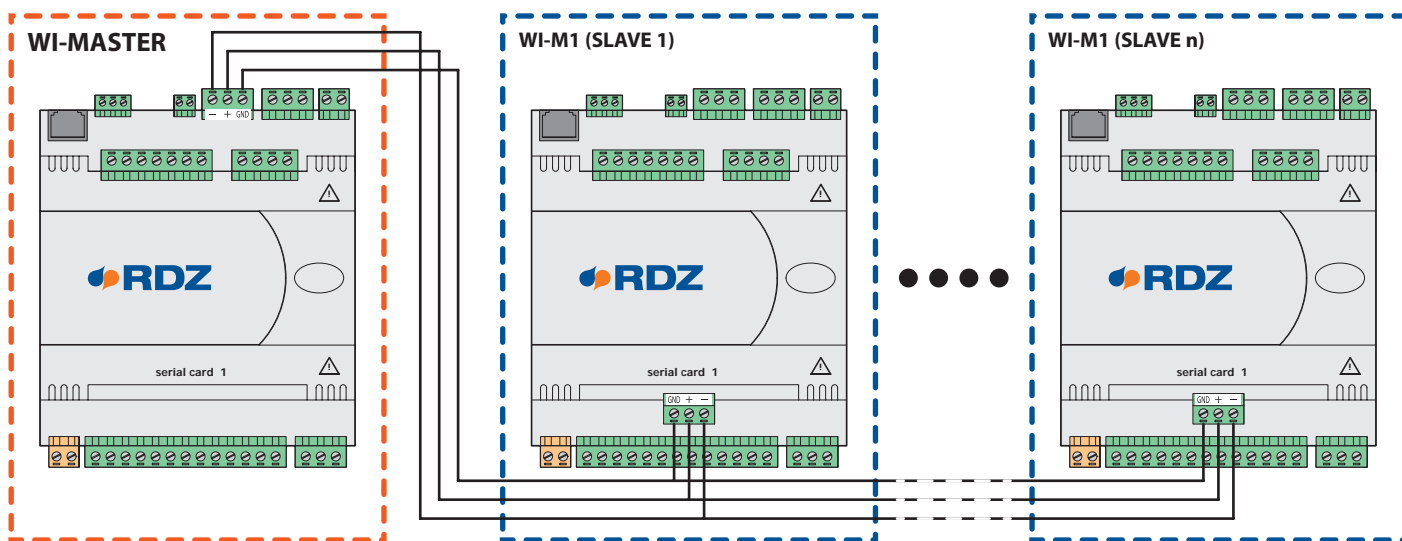 WI-MASTER
− + GND
RDZ
serial card 1
WI-M1 (SLAVE 1)
RDZ
serial card 1
GND + −
WI-M1 (SLAVE n)
RDZ
serial card 1
GND + −